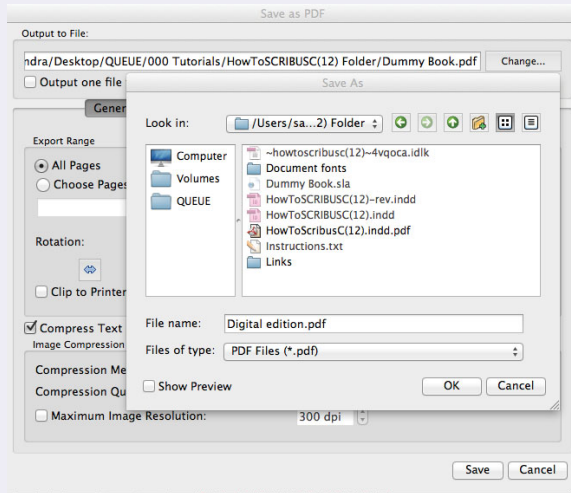 Save as PDF
Output to File:
ndra/Desktop/QUEUE/000 Tutorials/HowToSCRIBUSC(12) Folder/Dummy Book.pdf Change...
Output one file
Save As
Gener
Look in: /Users/sa...2) Folder
Export Range
All Pages
Choose Pages
Computer
Volumes
QUEUE
~howtoscribusc(12)~4vqoca.idlk
Document fonts
Dummy Book.sla
HowToSCRIBUSC(12)-rev.indd
HowToSCRIBUSC(12).indd
HowToScribusC(12).indd.pdf
Instructions.txt
Links
Rotation:
Clip to Printer
File name: Digital edition.pdf
Compress Text
Files of type: PDF Files (*.pdf)
Image Compression
Compression Me
Show Preview OK Cancel
Compression Qu
Maximum Image Resolution: 300 dpi
Save Cancel